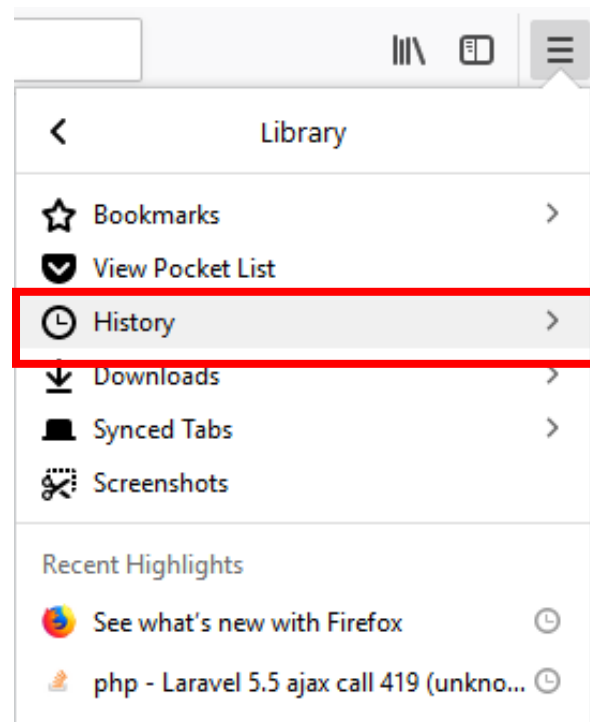 Library
Bookmarks
View Pocket List
History
Downloads
Synced Tabs
Screenshots
Recent Highlights
See what's new with Firefox
php - Laravel 5.5 ajax call 419 (unkno...